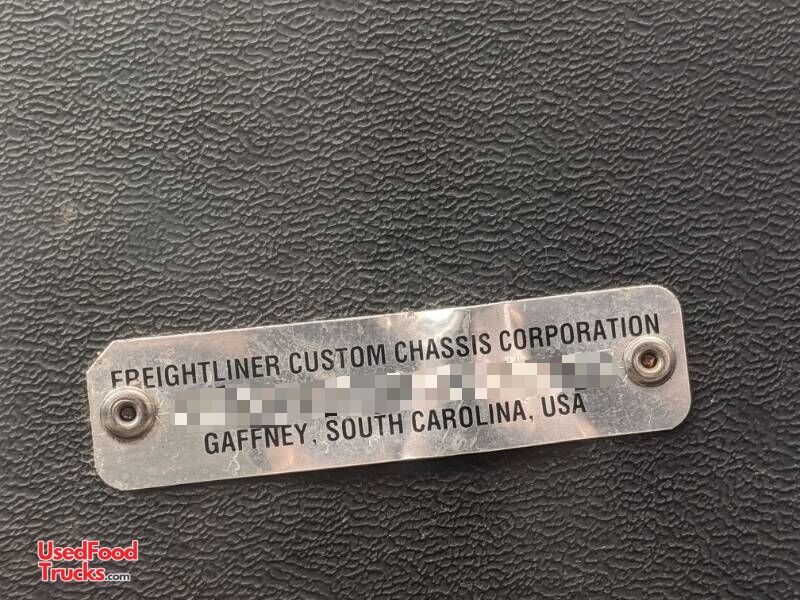 FREIGHTLINER CUSTOM CHASSIS CORPORATION
GAFFNEY, SOUTH CAROLINA, USA
UsedFood
Trucks.com